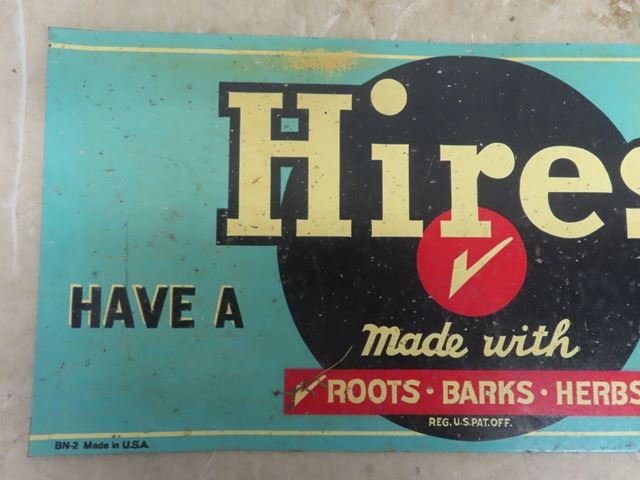 Hires
HAVE A
Made with
ROOTS · BARKS · HERBS
REG. U.S. PAT. OFF.
BN-2 Made in U.S.A.